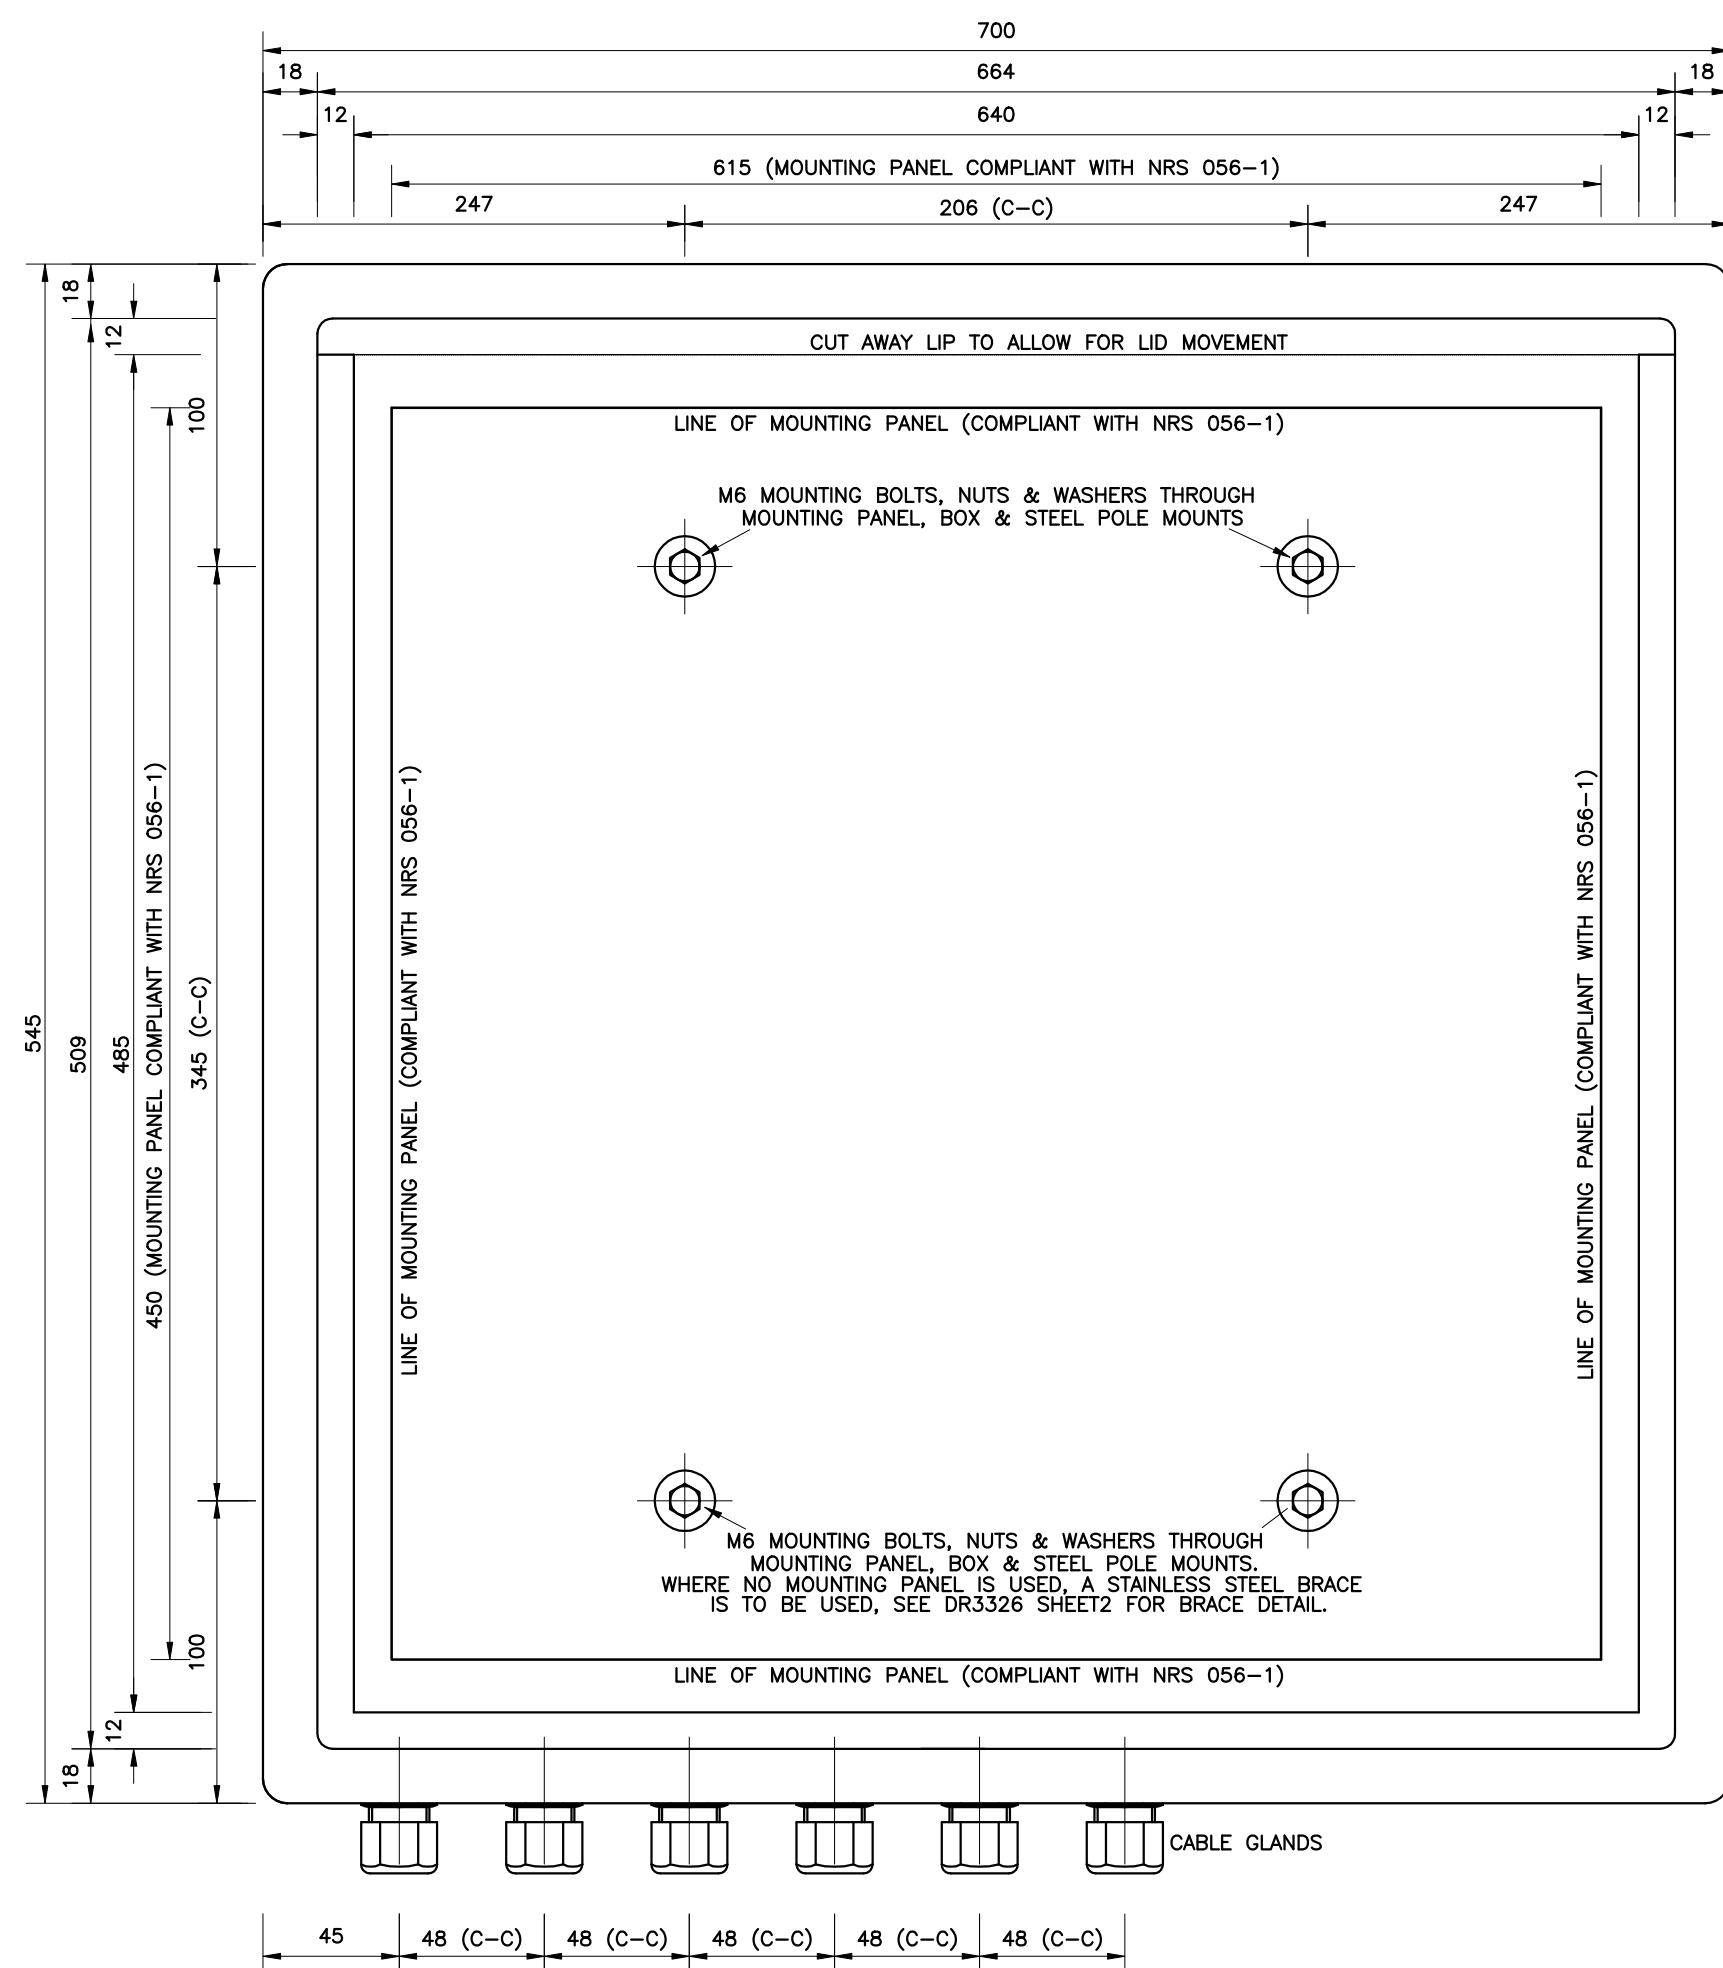 700
18
664
18
12
640
12
615 (MOUNTING PANEL COMPLIANT WITH NRS 056-1)
247
206 (C-C)
247
18
12
CUT AWAY LIP TO ALLOW FOR LID MOVEMENT
100
LINE OF MOUNTING PANEL (COMPLIANT WITH NRS 056-1)
M6 MOUNTING BOLTS, NUTS & WASHERS THROUGH
MOUNTING PANEL, BOX & STEEL POLE MOUNTS
545
509
485
450 (MOUNTING PANEL COMPLIANT WITH NRS 056-1)
345 (C-C)
LINE OF MOUNTING PANEL (COMPLIANT WITH NRS 056-1)
LINE OF MOUNTING PANEL (COMPLIANT WITH NRS 056-1)
M6 MOUNTING BOLTS, NUTS & WASHERS THROUGH
MOUNTING PANEL, BOX & STEEL POLE MOUNTS.
WHERE NO MOUNTING PANEL IS USED, A STAINLESS STEEL BRACE
IS TO BE USED, SEE DR3326 SHEET2 FOR BRACE DETAIL.
100
LINE OF MOUNTING PANEL (COMPLIANT WITH NRS 056-1)
12
18
CABLE GLANDS
45
48 (C-C)
48 (C-C)
48 (C-C)
48 (C-C)
48 (C-C)